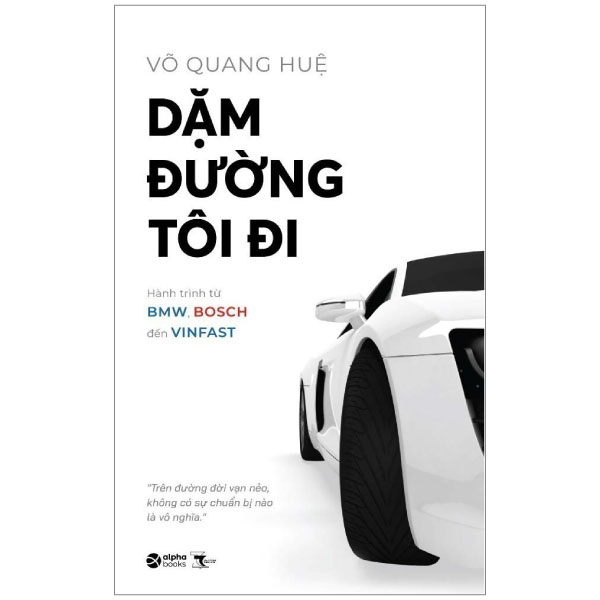 VÕ QUANG HUỆ
DẶM
ĐƯỜNG
TÔI ĐI
Hành trình từ
BMW, BOSCH
đến VINFAST
"Trên đường đời vạn nẻo,
không có sự chuẩn bị nào
là vô nghĩa."
alpha
books